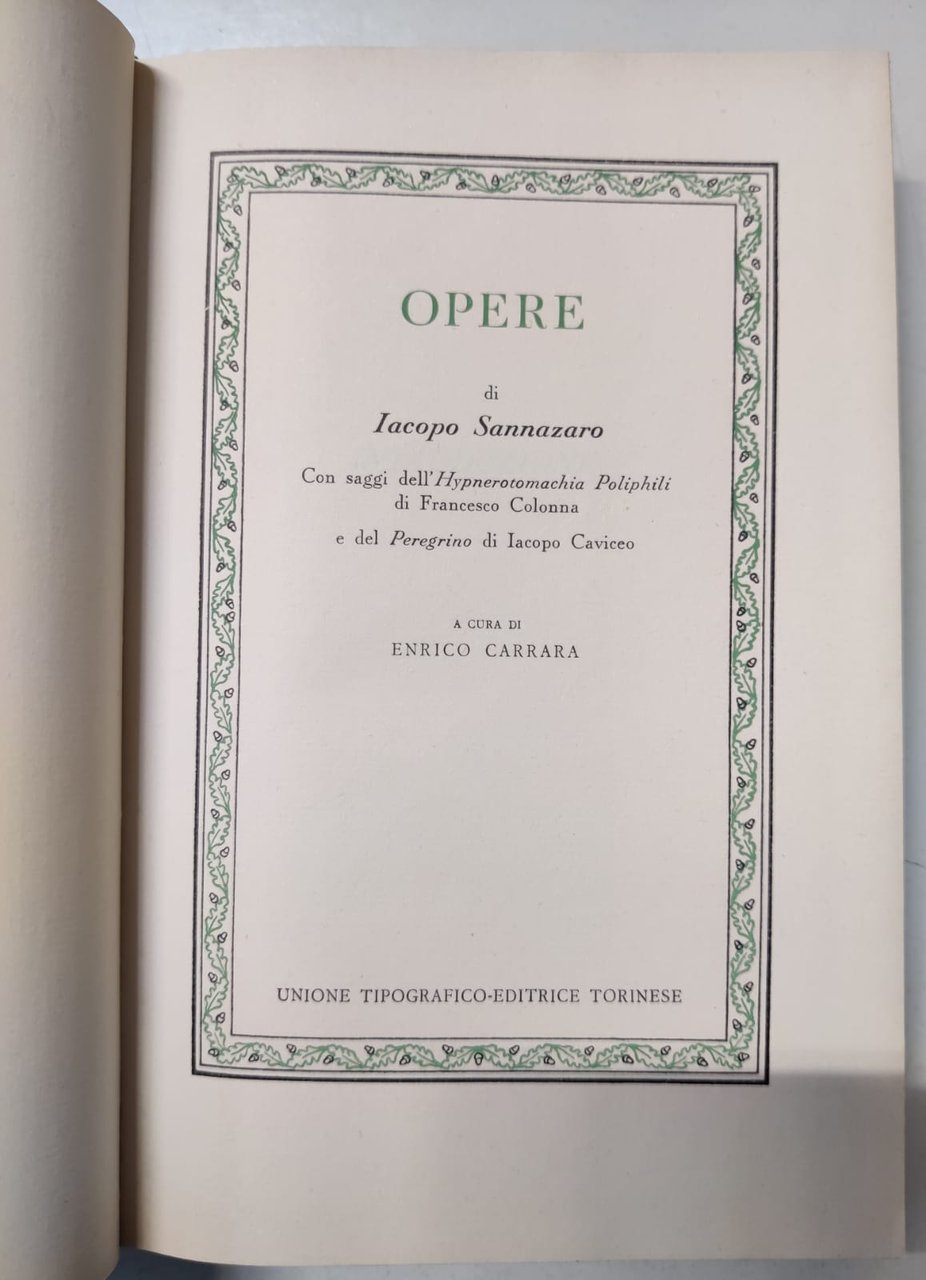 OPERE
di
Iacopo Sannazaro
Con saggi dell'Hypnerotomachia Poliphili
di Francesco Colonna
e del Peregrino di Iacopo Caviceo
A CURA DI
ENRICO CARRARA
UNIONE TIPOGRAFICO-EDITRICE TORINESE